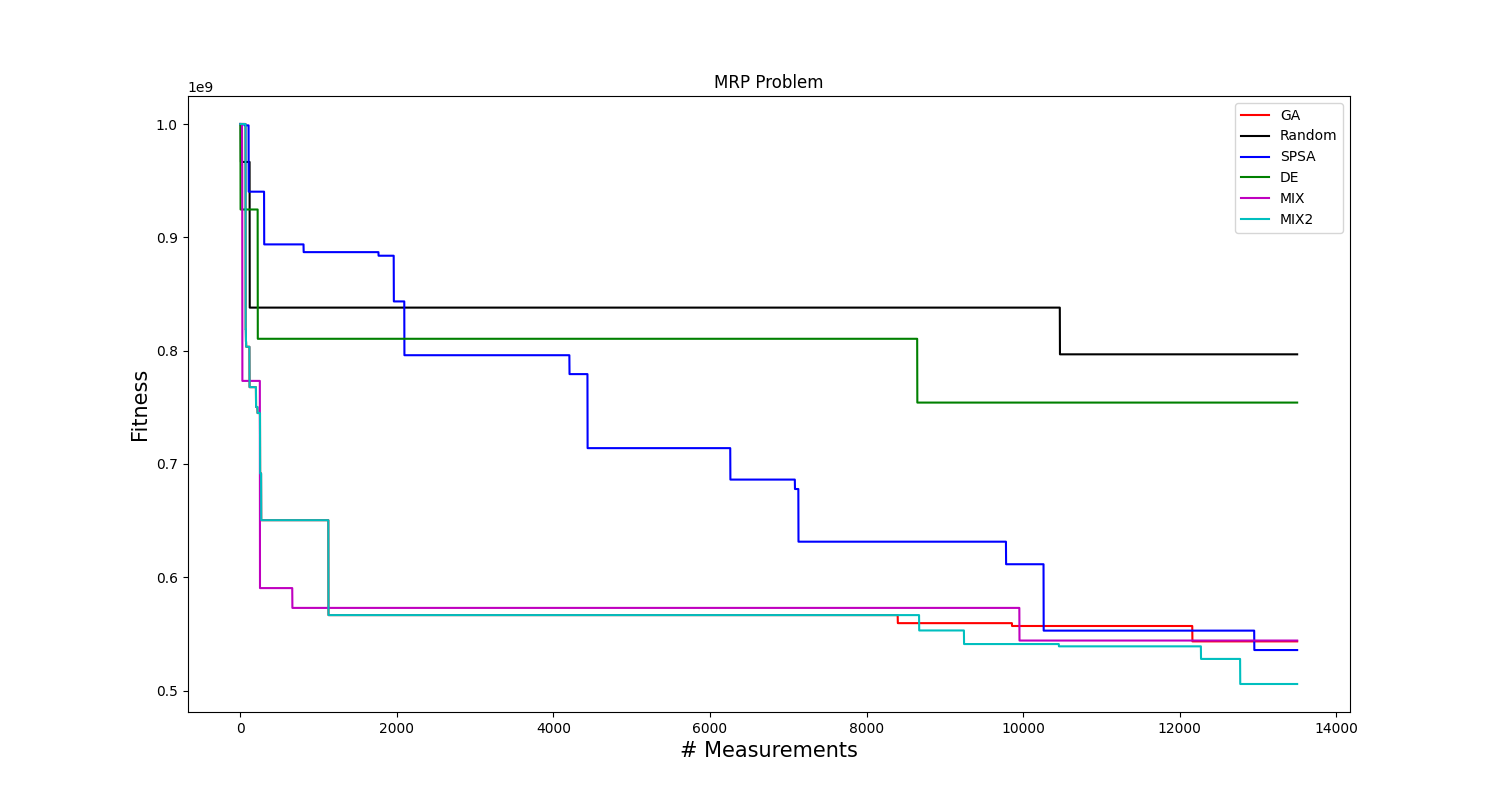 MRP Problem
1e9
1.0
0.9
0.8
0.7
0.6
0.5
Fitness
0
2000
4000
6000
8000
10000
12000
14000
# Measurements
GA
Random
SPSA
DE
MIX
MIX2